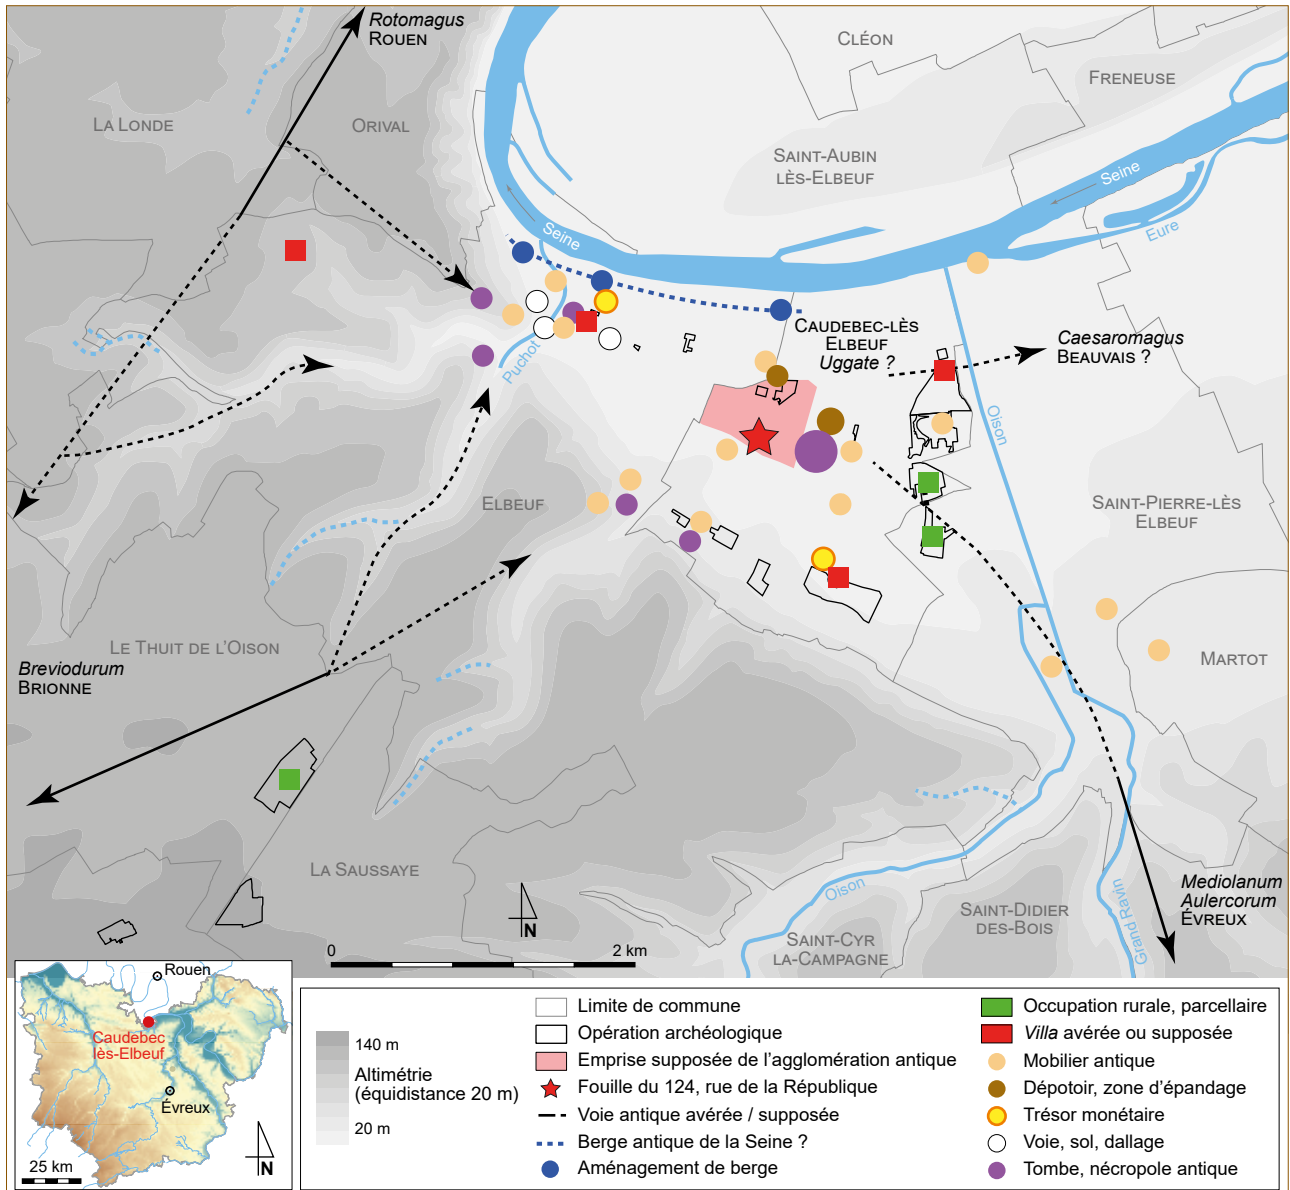 Rotomagus
ROUEN
CLÉON
FRENEUSE
LA LONDE
ORIVAL
SAINT-AUBIN
LÈS-ELBEUF
Seine
Eure
Seine
CAUDEBEC-LÈS
ELBEUF
Uggate ?
Caesaromagus
BEAUVAIS ?
Puchot
Oison
ELBEUF
SAINT-PIERRE-LÈS
ELBEUF
LE THUIT DE L'OISON
MARTOT
Breviodurum
BRIONNE
LA SAUSSAYE
Oison
SAINT-DIDIER
DES-BOIS
SAINT-CYR
LA-CAMPAGNE
Grand Ravin
Mediolanum
Aulercorum
ÉVREUX
N
0
2 km
Rouen
Caudebec
lès-Elbeuf
Évreux
25 km
N
140 m
Altimétrie
(équidistance 20 m)
20 m
Limite de commune
Opération archéologique
Emprise supposée de l'agglomération antique
Fouille du 124, rue de la République
Voie antique avérée / supposée
Berge antique de la Seine ?
Aménagement de berge
Occupation rurale, parcellaire
Villa avérée ou supposée
Mobilier antique
Dépotoir, zone d'épandage
Trésor monétaire
Voie, sol, dallage
Tombe, nécropole antique